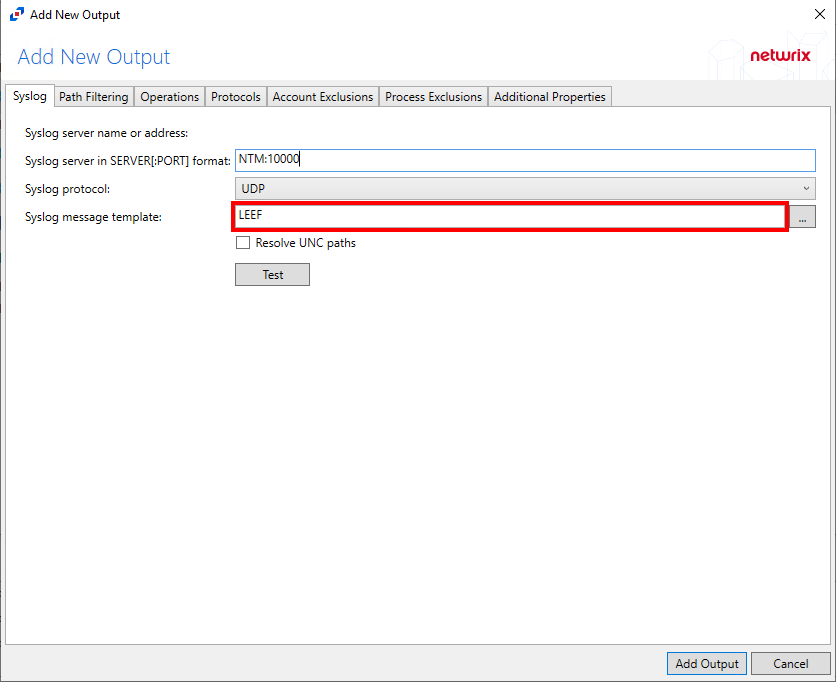 Add New Output
Add New Output
netwrix
Syslog Path Filtering Operations Protocols Account Exclusions Process Exclusions Additional Properties
Syslog server name or address:
Syslog server in SERVER[:PORT] format: NTM:10000
Syslog protocol: UDP
Syslog message template: LEEF ...
Resolve UNC paths
Test
Add Output Cancel